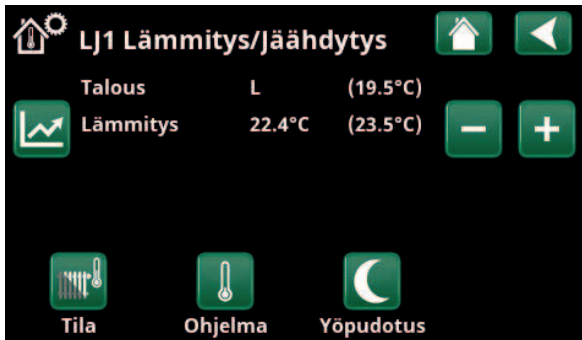 LJ1 Lämmitys/Jäähdytys
Talous L (19.5°C)
Lämmitys 22.4°C (23.5°C)
Tila Ohjelma Yöpudotus